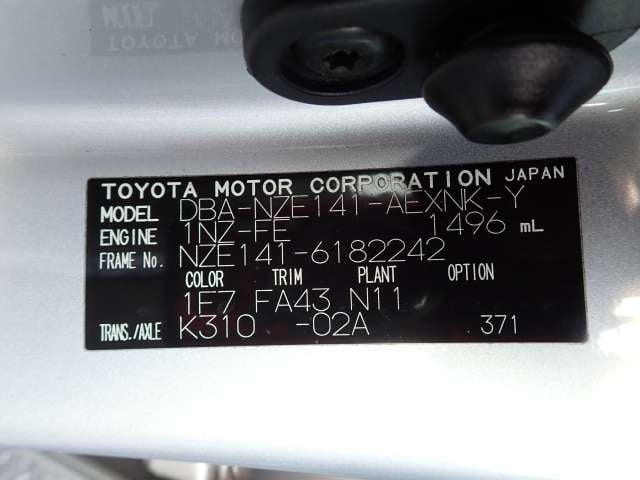 TOYOTA MOTOR CORPORATION JAPAN
MODEL DBA-NZE141-AEXNK-Y
ENGINE 1NZ-FE 1496 mL
FRAME No. NZE141-6182242
COLOR TRIM PLANT OPTION
1F7 FA43 N11
TRANS./AXLE K310 -02A 371